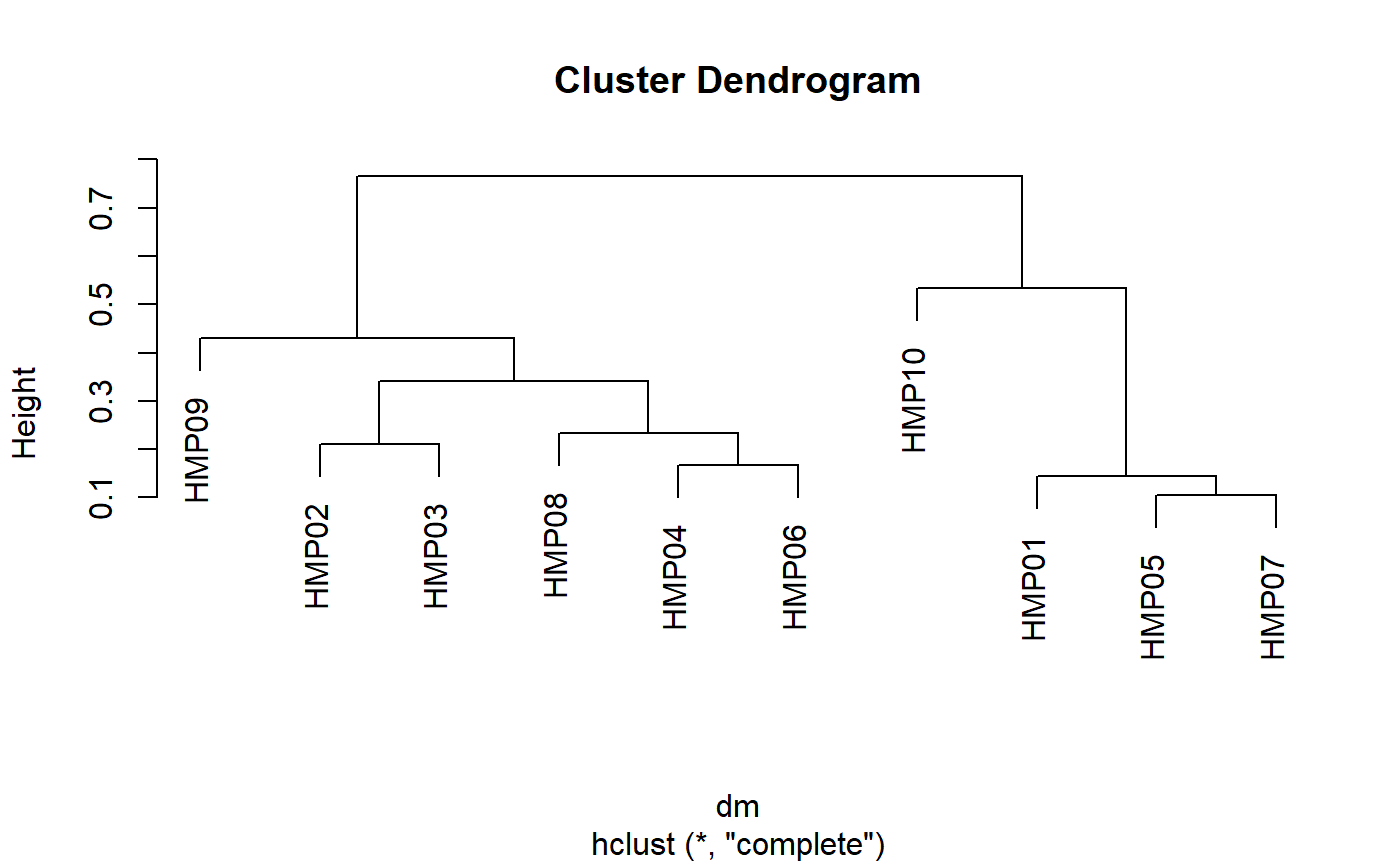 Cluster Dendrogram
Height
0.7
0.5
0.3
0.1
HMP09
HMP02
HMP03
HMP08
HMP04
HMP06
HMP10
HMP01
HMP05
HMP07
dm
hclust (*, "complete")